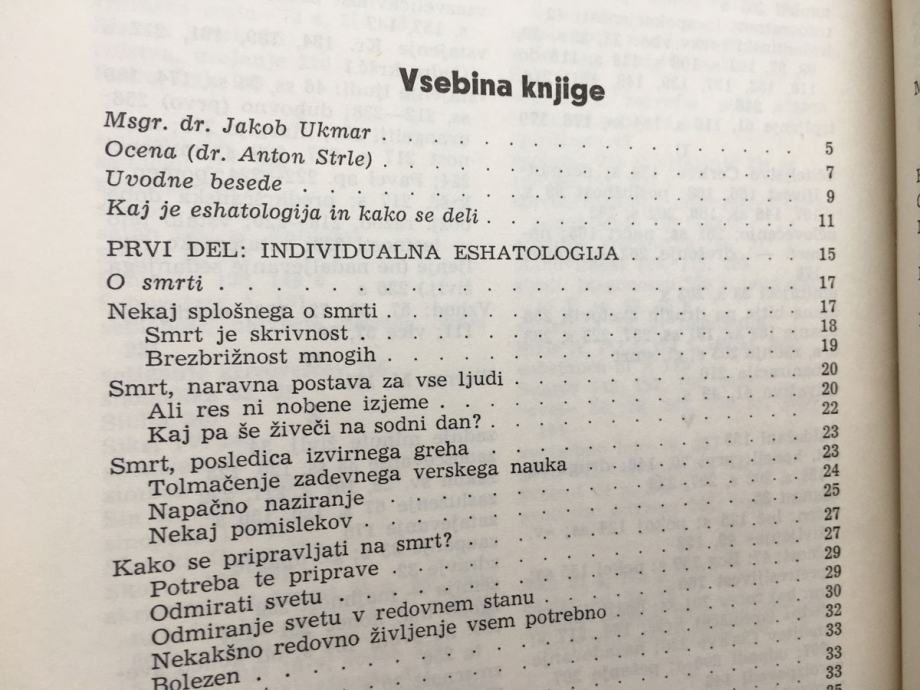 Vsebina knjige
Msgr. dr. Jakob Ukmar . . . . . . . . . . . . 5
Ocena (dr. Anton Strle) . . . . . . . . . . . . 7
Uvodne besede . . . . . . . . . . . . 9
Kaj je eshatologija in kako se deli . . . . . . . . . . . . 11
PRVI DEL: INDIVIDUALNA ESHATOLOGIJA . . . . . . 15
O smrti . . . . . . . . . . . . 17
Nekaj splošnega o smrti . . . . . . . . . . . . 17
Smrt je skrivnost . . . . . . . . . . . . 18
Brezbrižnost mnogih . . . . . . . . . . . . 19
Smrt, naravna postava za vse ljudi . . . . . . . . . . . . 20
Ali res ni nobene izjeme . . . . . . . . . . . . 20
Kaj pa še živeči na sodni dan? . . . . . . . . . . . . 22
Smrt, posledica izvirnega greha . . . . . . . . . . . . 23
Tolmačenje zadevnega verskega nauka . . . . . . . . 23
Napačno naziranje . . . . . . . . . . . . 24
Nekaj pomislekov . . . . . . . . . . . . 25
Kako se pripravljati na smrt? . . . . . . . . . . . . 27
Potreba te priprave . . . . . . . . . . . . 27
Odmirati svetu . . . . . . . . . . . . 29
Odmiranje svetu v redovnem stanu . . . . . . . . 29
Nekakšno redovno življenje vsem potrebno . . . . . . 30
Bolezen . . . . . . . . . . . . 32
33
33
33